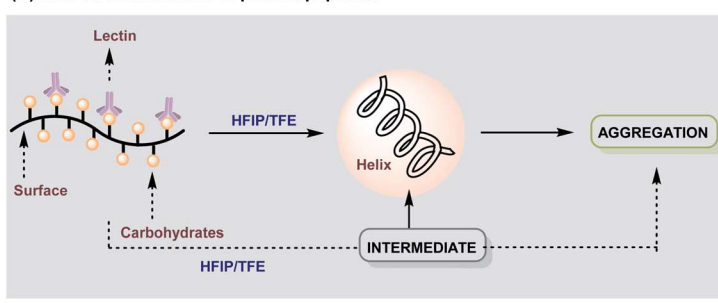 Lectin
HFIP/TFE
AGGREGATION
Helix
Surface
Carbohydrates
INTERMEDIATE
HFIP/TFE